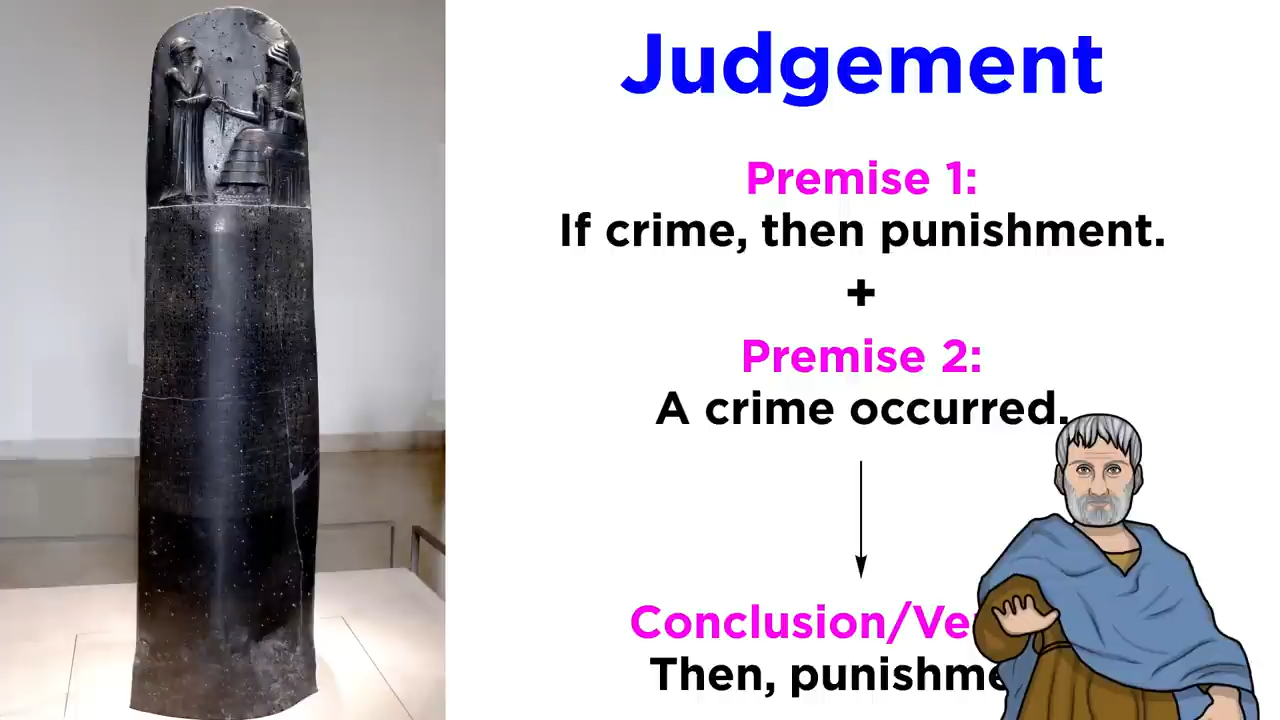 Judgement
Premise 1:
If crime, then punishment.
+
Premise 2:
A crime occurred.
Conclusion/
Then,